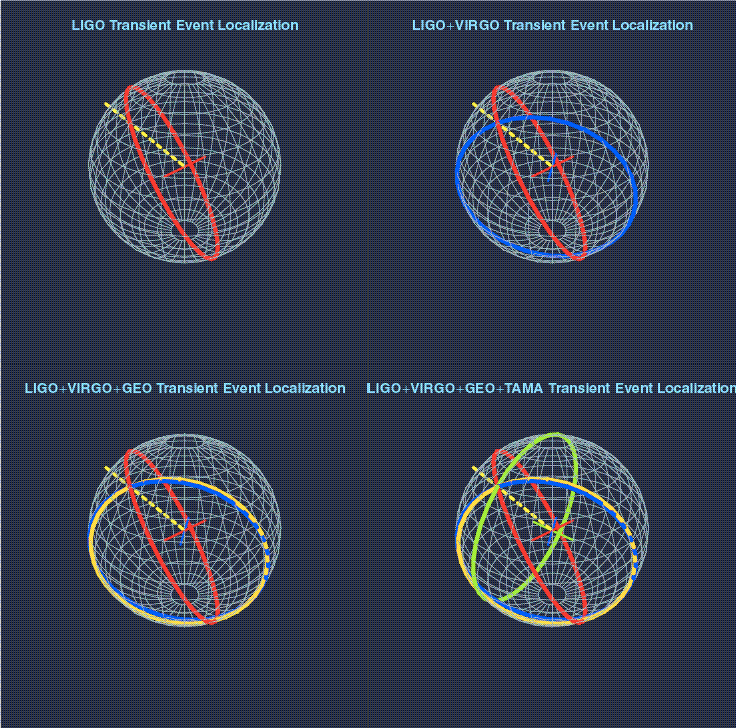 LIGO Transient Event Localization
LIGO+VIRGO Transient Event Localization
LIGO+VIRGO+GEO Transient Event Localization
LIGO+VIRGO+GEO+TAMA Transient Event Localization